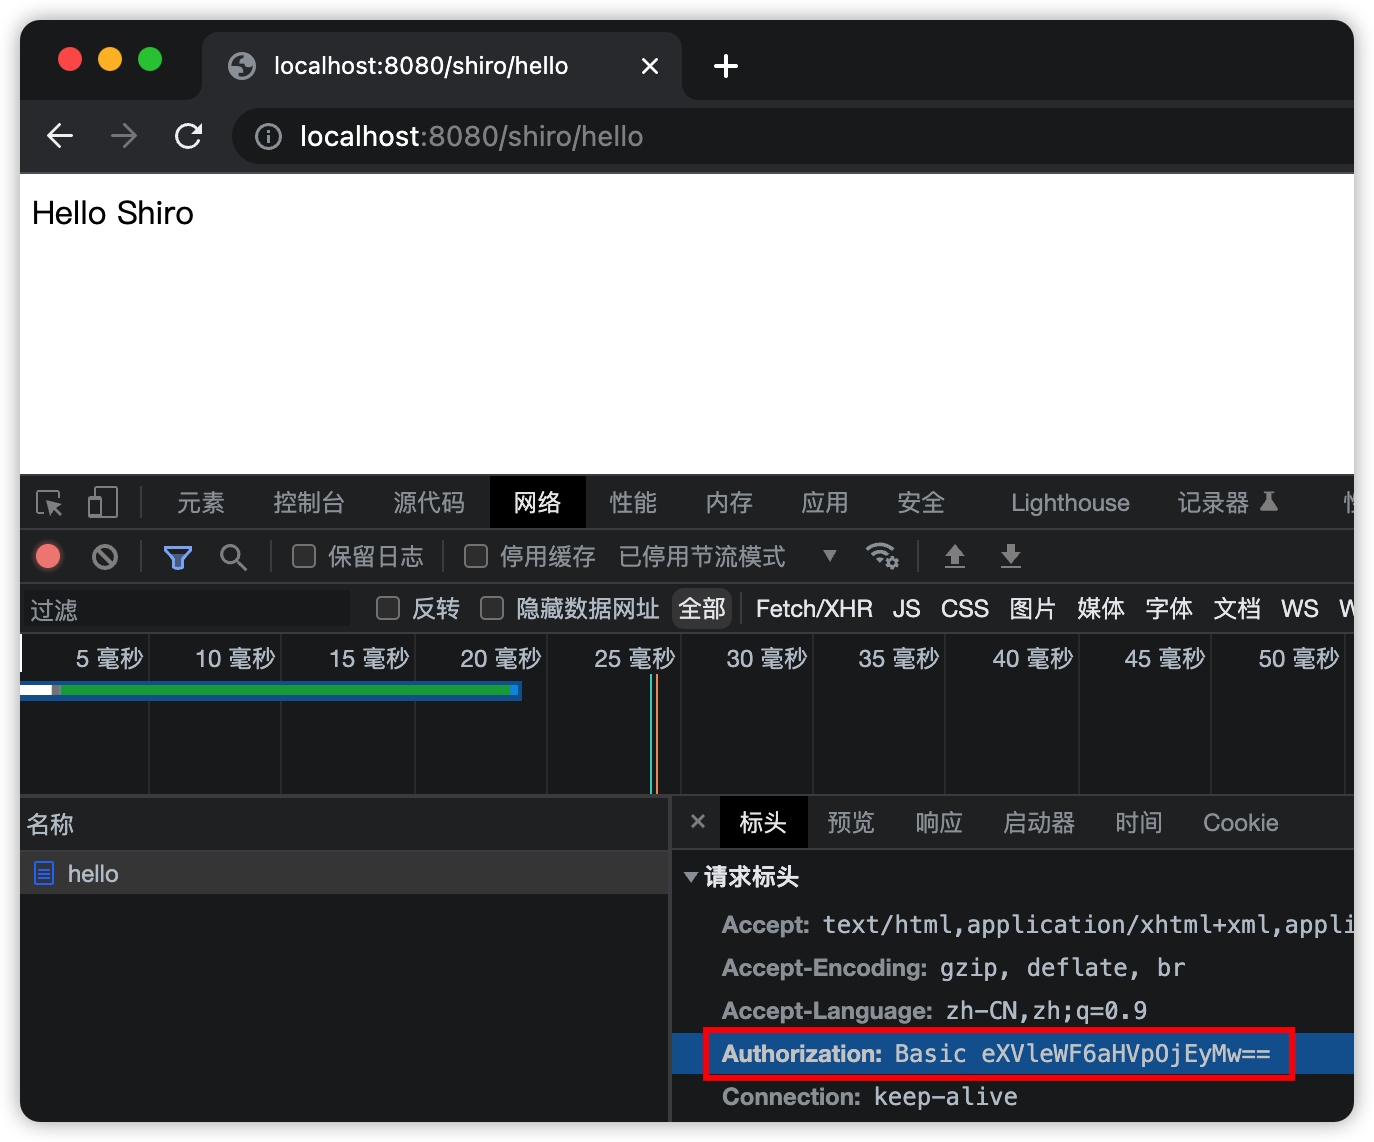 localhost:8080/shiro/hello
localhost:8080/shiro/hello
Hello Shiro
元素 控制台 源代码 网络 性能 内存 应用 安全 Lighthouse 记录器
保留日志 停用缓存 已停用节流模式
过滤 反转 隐藏数据网址 全部 Fetch/XHR JS CSS 图片 媒体 字体 文档 WS
5 毫秒 10 毫秒 15 毫秒 20 毫秒 25 毫秒 30 毫秒 35 毫秒 40 毫秒 45 毫秒 50 毫秒
名称
hello
标头 预览 响应 启动器 时间 Cookie
请求标头
Accept: text/html,application/xhtml+xml,appli
Accept-Encoding: gzip, deflate, br
Accept-Language: zh-CN,zh;q=0.9
Authorization: Basic eXVleWF6aHVpOjEyMw==
Connection: keep-alive